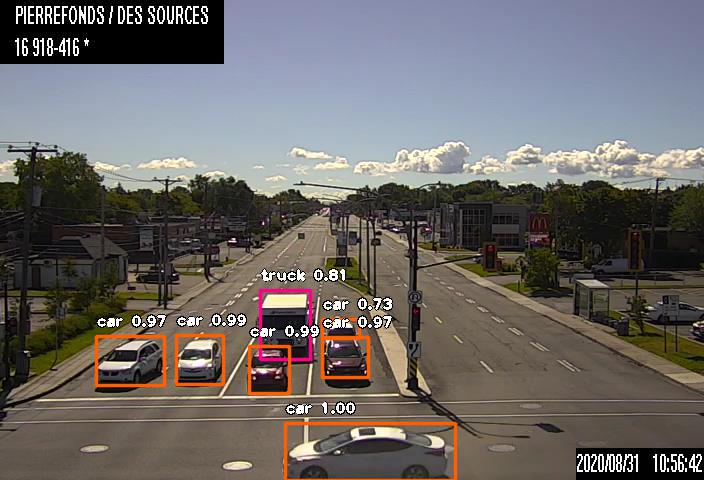 PIERREFONDS / DES SOURCES
16 918-416 *
truck 0.81
car 0.73
car 0.97
car 0.99
car 0.99
car 0.97
car 1.00
2020/08/31 10:56:42